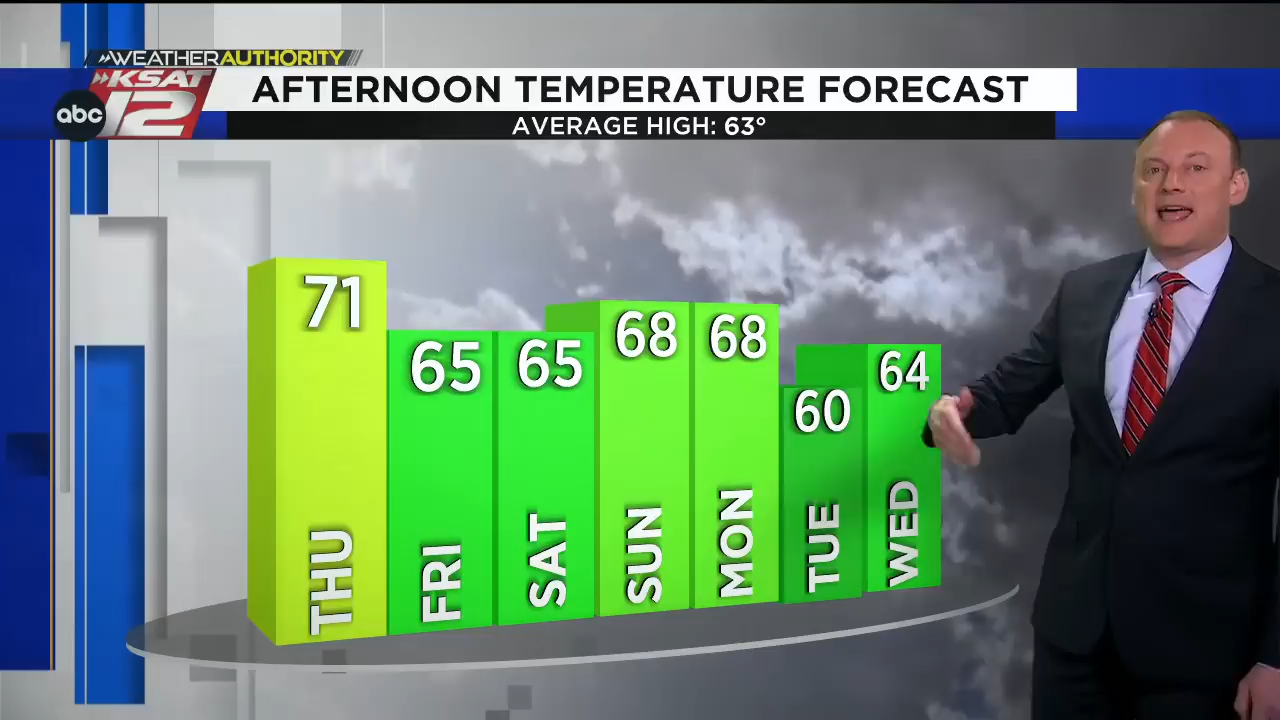 WEATHERAUTHORITY
KSAT
abc 12
AFTERNOON TEMPERATURE FORECAST
AVERAGE HIGH: 63°
71 65 65 68 68 60 64
THU FRI SAT SUN MON TUE WED